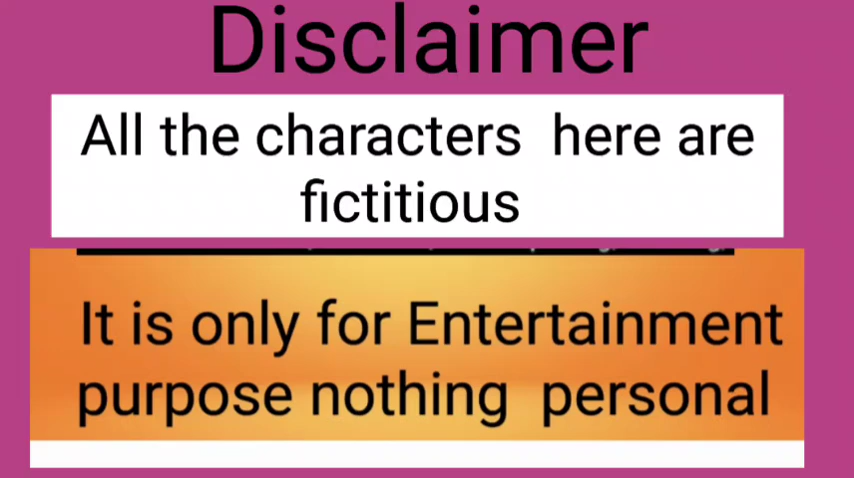 Disclaimer
All the characters here are
fictitious
It is only for Entertainment
purpose nothing personal